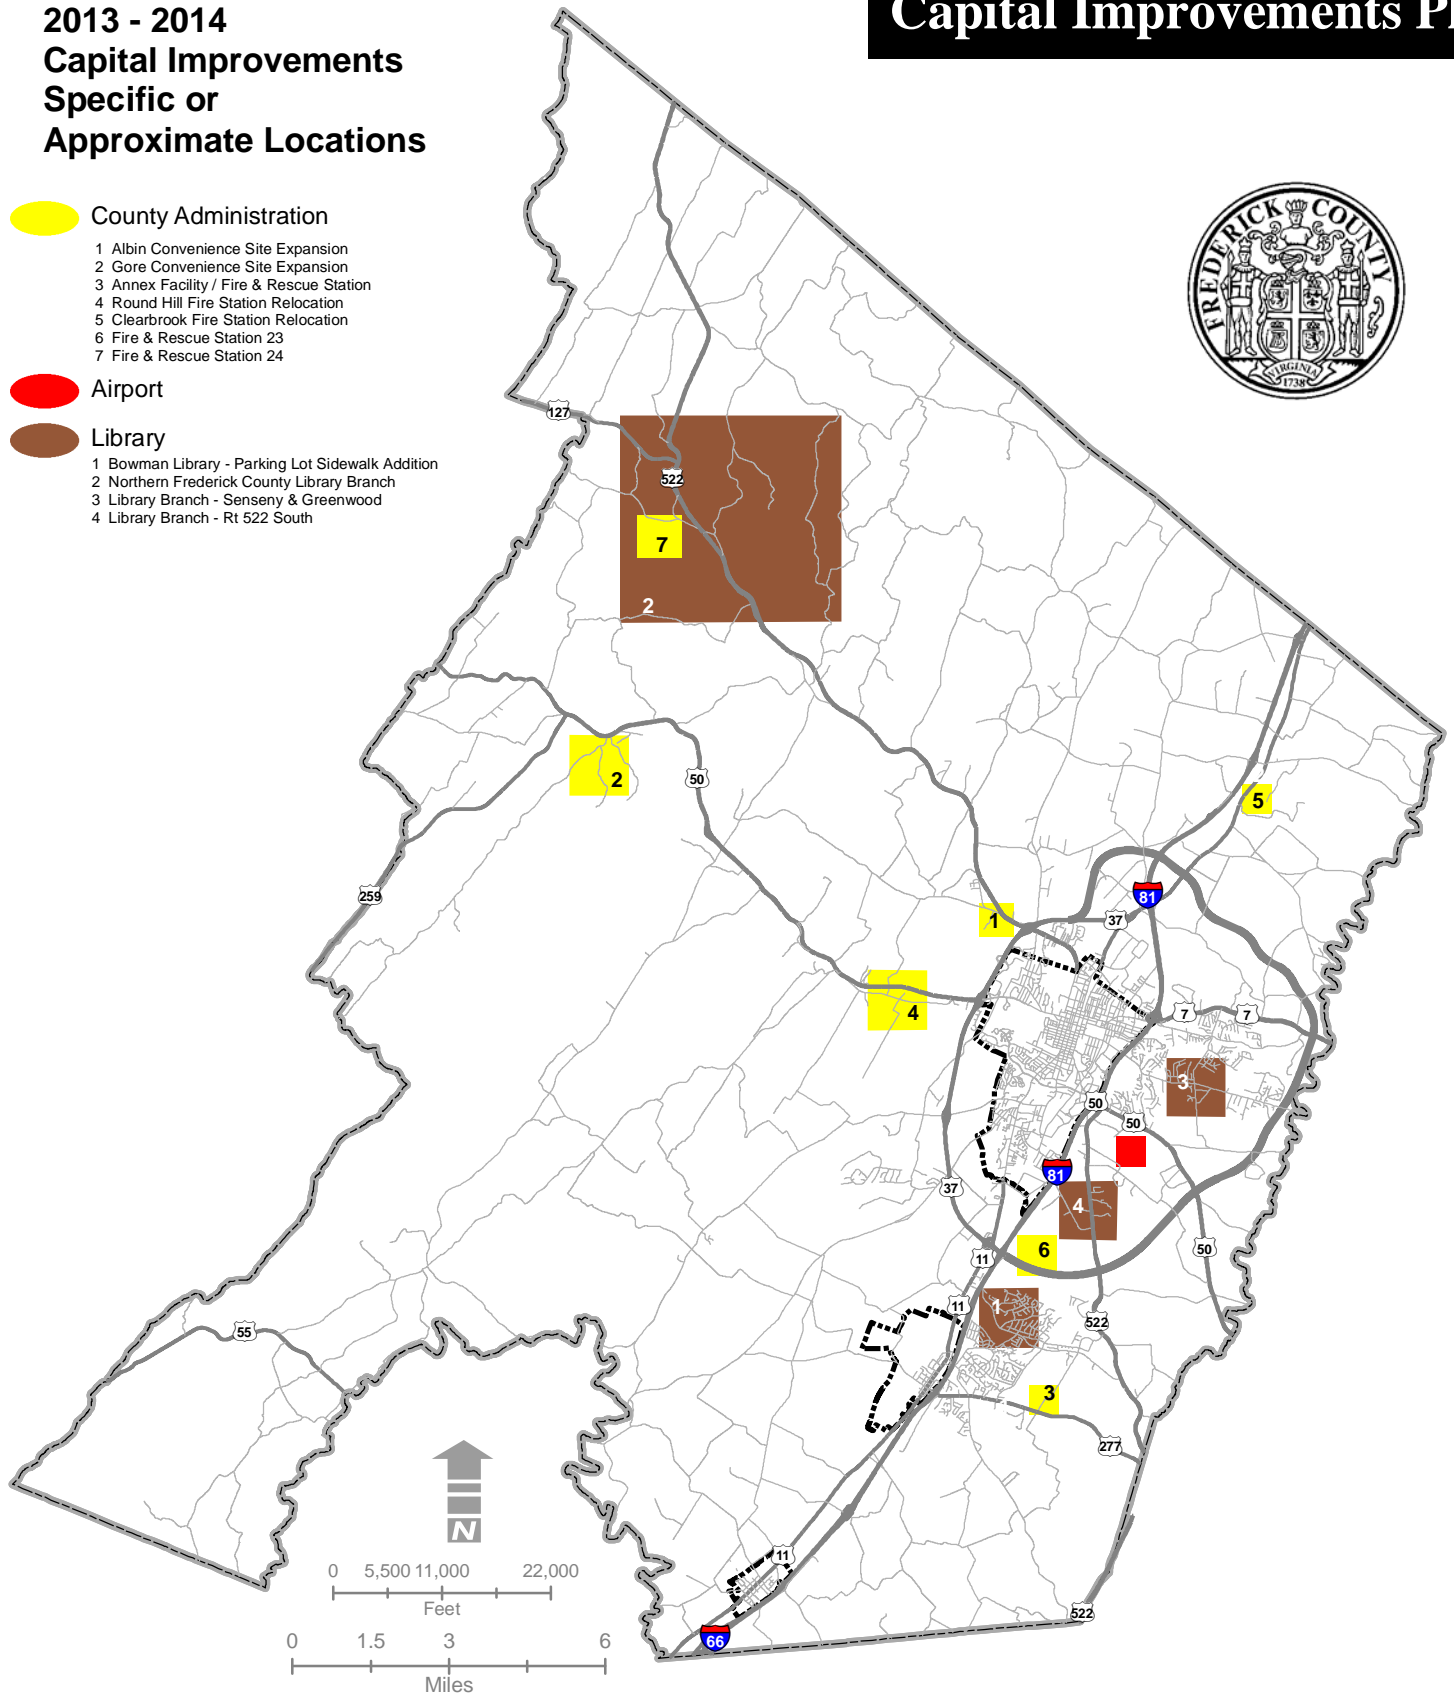 2013 - 2014
Capital Improvements
Specific or
Approximate Locations
Capital Improvements
County Administration
1 Albin Convenience Site Expansion
2 Gore Convenience Site Expansion
3 Annex Facility / Fire & Rescue Station
4 Round Hill Fire Station Relocation
5 Clearbrook Fire Station Relocation
6 Fire & Rescue Station 23
7 Fire & Rescue Station 24
Airport
Library
1 Bowman Library - Parking Lot Sidewalk Addition
2 Northern Frederick County Library Branch
3 Library Branch - Senseny & Greenwood
4 Library Branch - Rt 522 South
FREDERICK COUNTY
VIRGINIA
1738
127
522
7
2
2
50
5
259
81
1
37
4
7
7
3
50
50
81
37
4
6
50
11
11
1
522
55
3
277
N
0 5,500 11,000 22,000
Feet
11
522
66
0 1.5 3 6
Miles